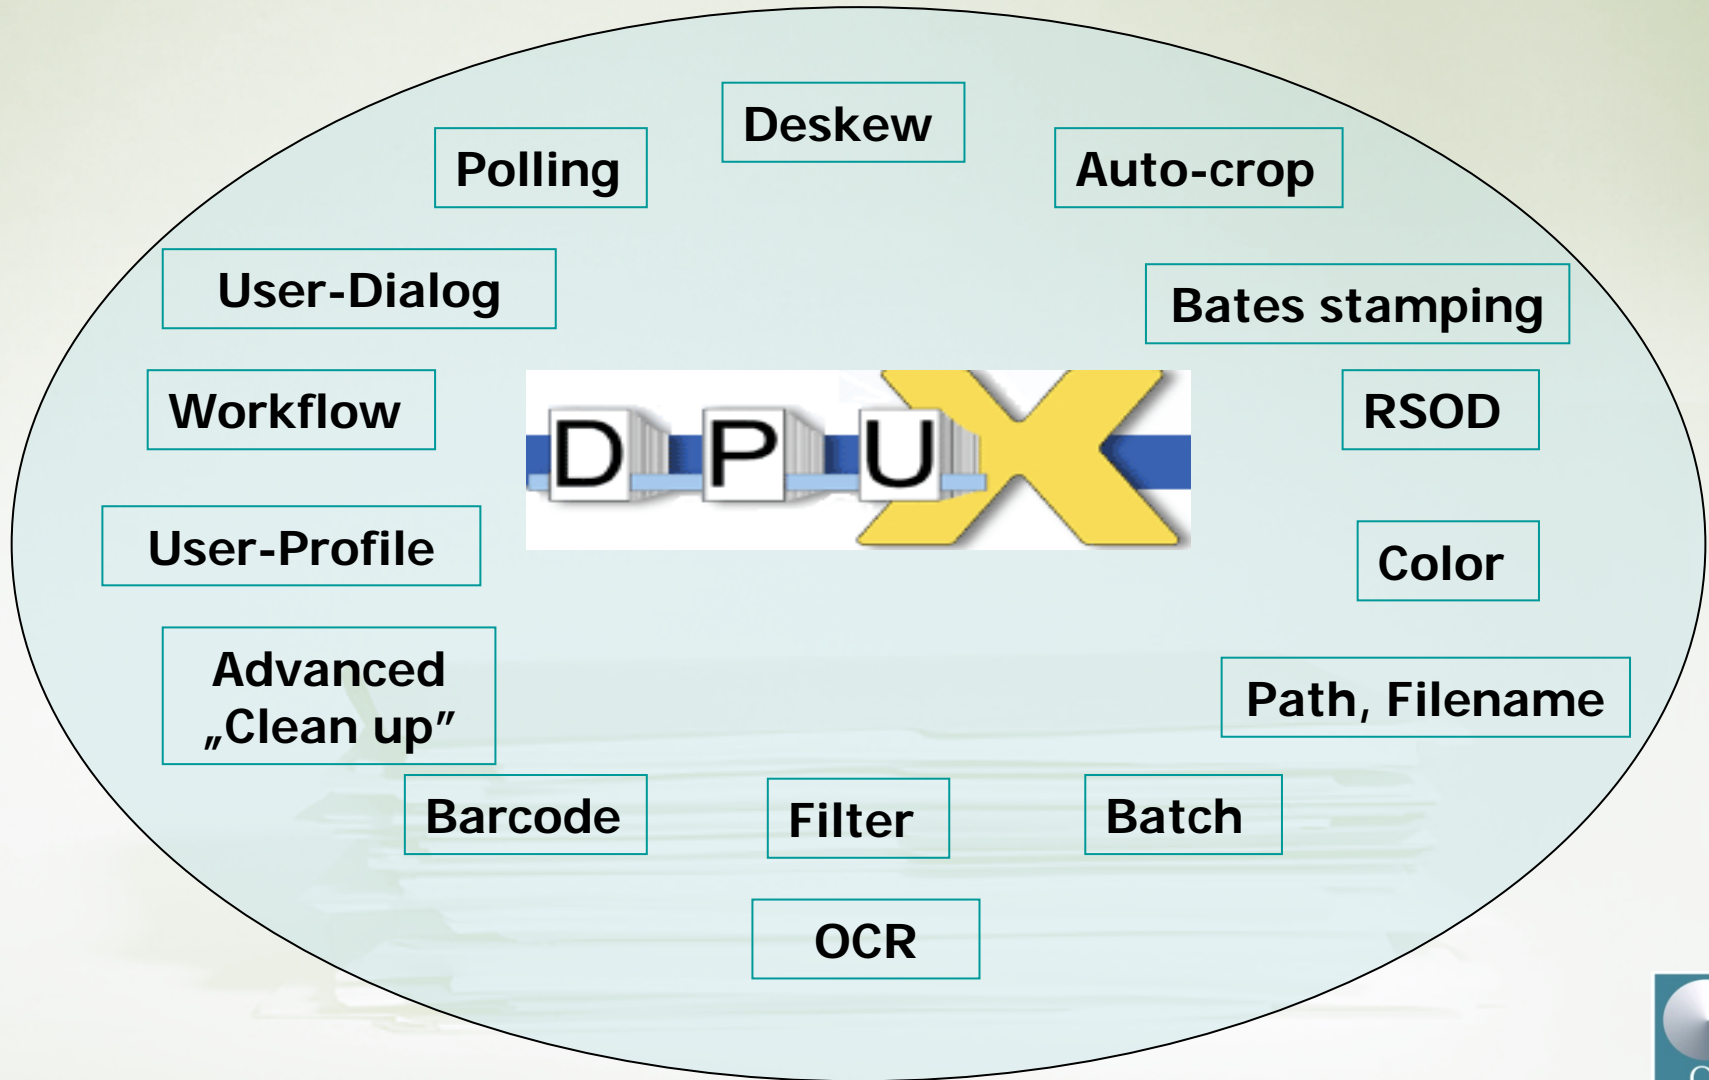 Deskew
Polling
Auto-crop
User-Dialog
Bates stamping
Workflow
RSOD
DPUX
User-Profile
Color
Advanced
„Clean up”
Path, Filename
Barcode
Filter
Batch
OCR